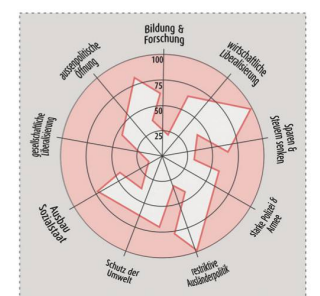 Bildung &
Forschung
wirtschaftliche
Liberalisierung
Sparen &
Steuern senken
starke Polizei &
Armee
restriktive
Ausländerpolitik
Schutz der
Umwelt
Ausbau
Sozialstaat
gesellschaftliche
Liberalisierung
aussenpolitische
Öffnung
100
75
50
25